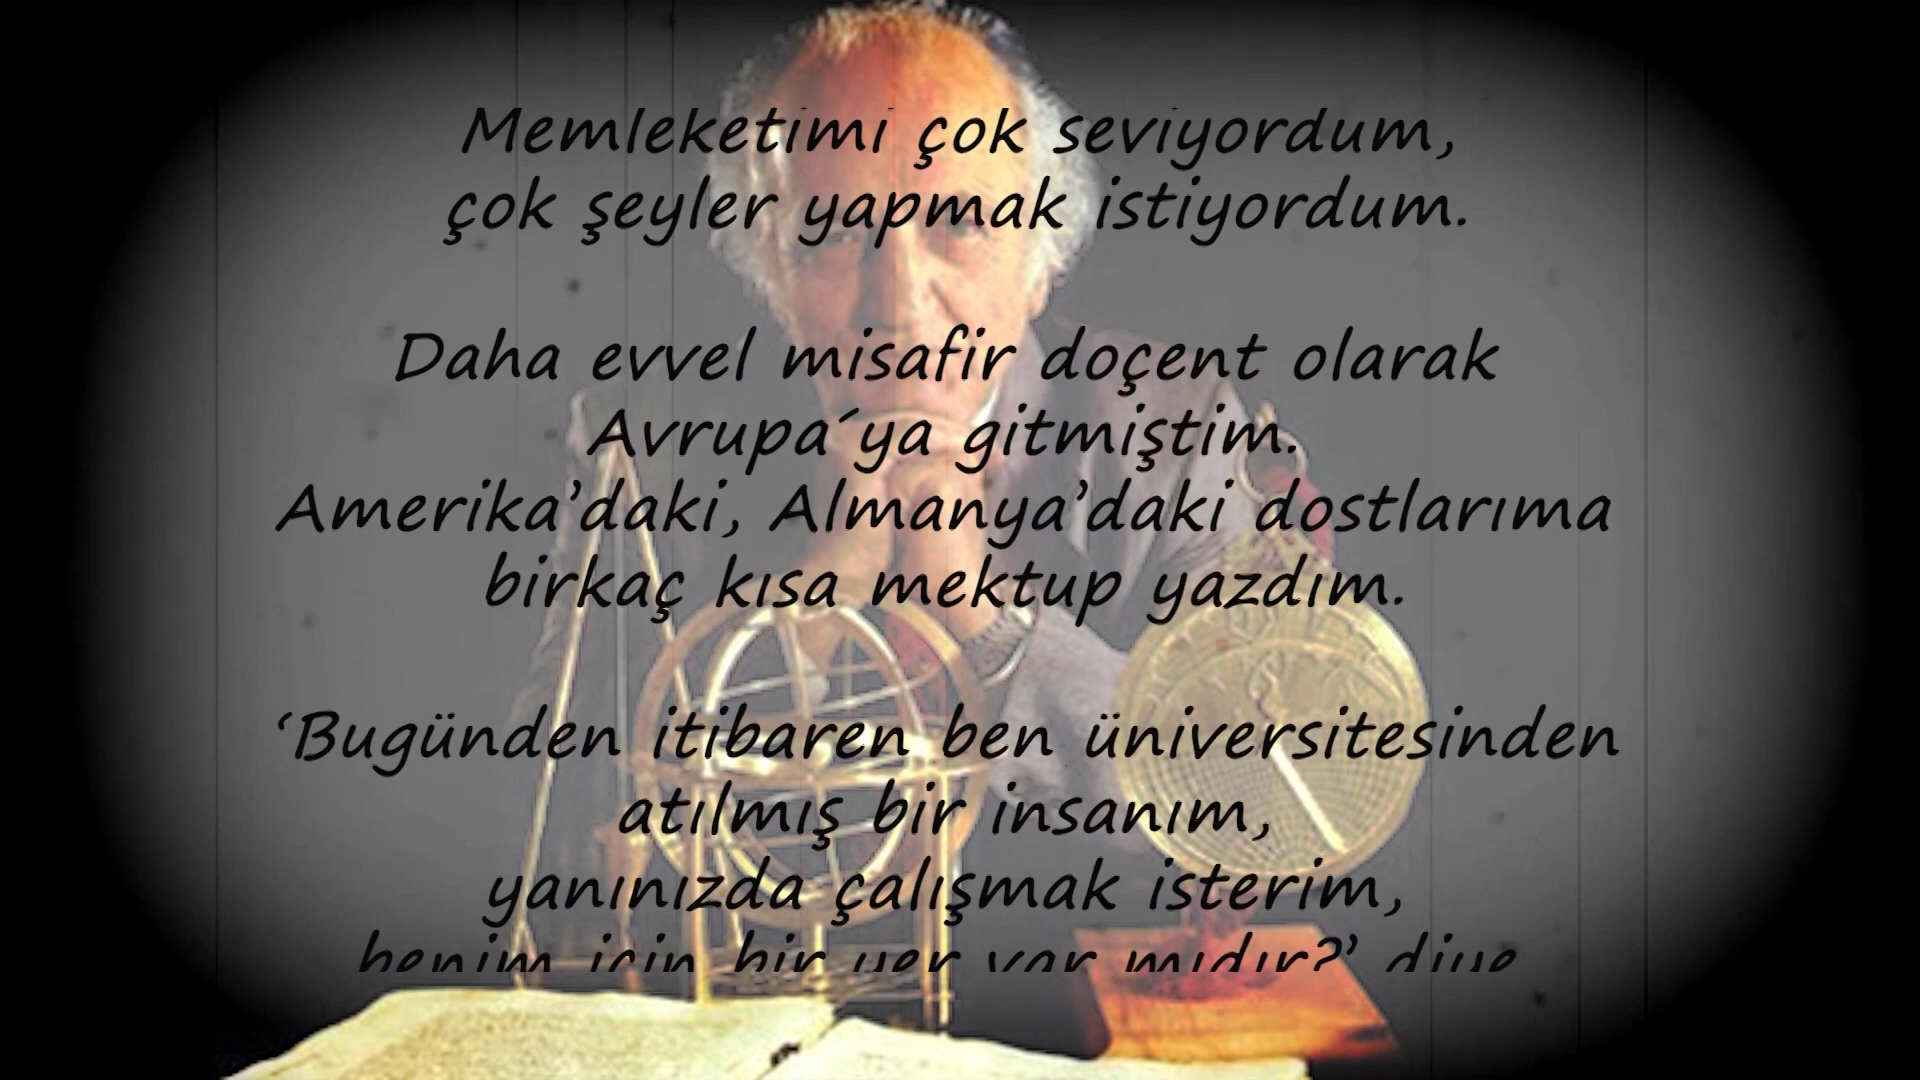 Memleketimi çok seviyordum,
çok şeyler yapmak istiyordum.
Daha evvel misafir doçent olarak
Avrupa´ya gitmiştim.
Amerika’daki, Almanya’daki dostlarıma
birkaç kısa mektup yazdım.
‘Bugünden itibaren ben üniversitesinden
atılmış bir insanım,
yanınızda çalışmak isterim,
benim için bir yer var mıdır?’ diye